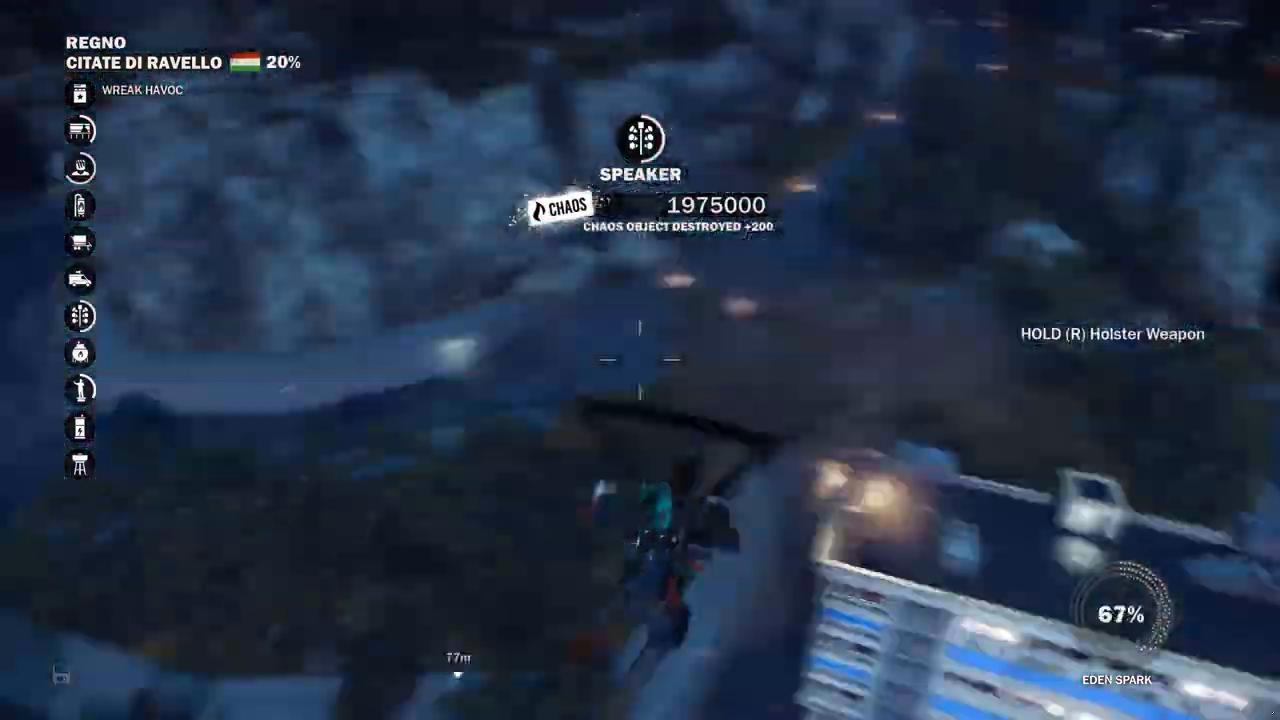 REGNO
CITATE DI RAVELLO 20%
WREAK HAVOC
SPEAKER
CHAOS 1975000
CHAOS OBJECT DESTROYED +200
HOLD (R) Holster Weapon
67%
77m
EDEN SPARK